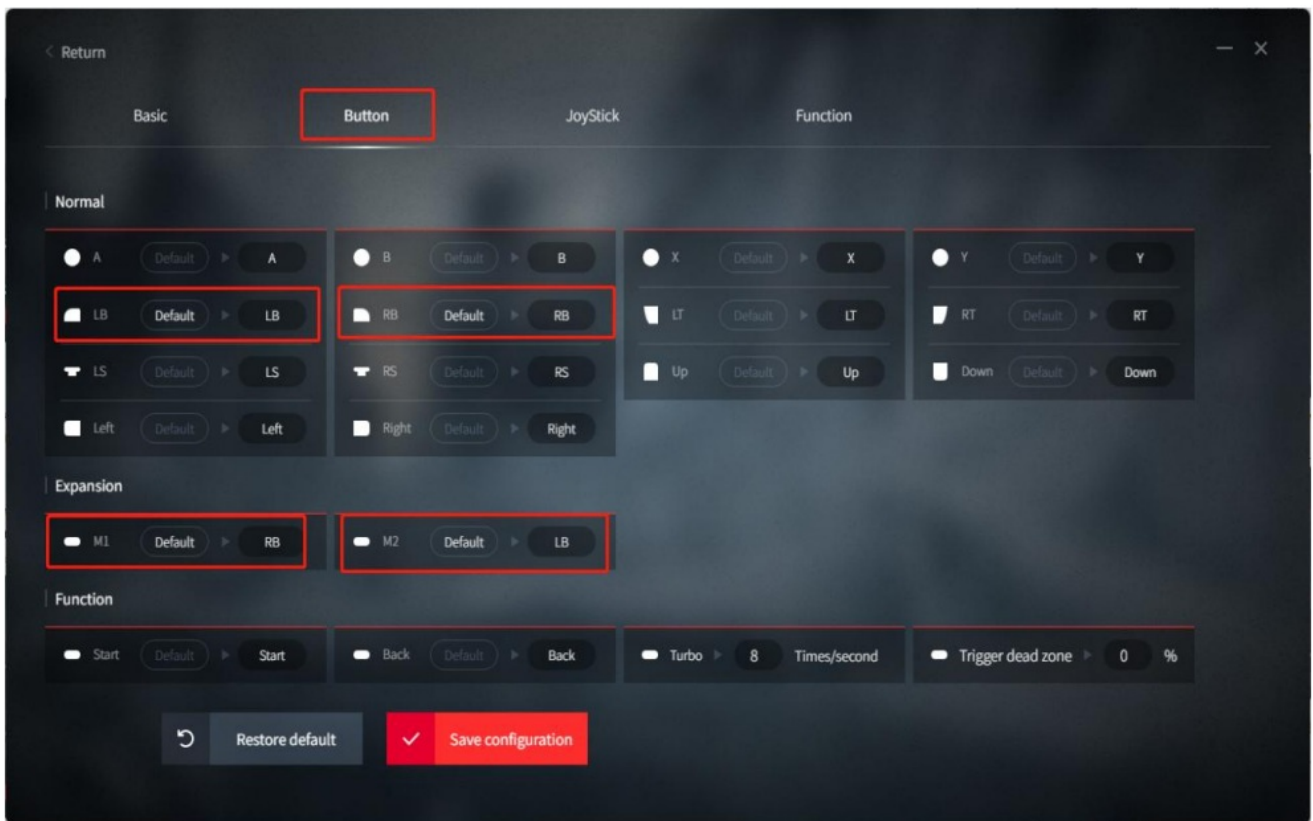 < Return
Basic Button JoyStick Function
Normal
A Default A B Default B X Default X Y Default Y
LB Default LB RB Default RB LT Default LT RT Default RT
LS Default LS RS Default RS Up Default Up Down Default Down
Left Default Left Right Default Right
Expansion
M1 Default RB M2 Default LB
Function
Start Default Start Back Default Back Turbo 8 Times/second Trigger dead zone 0 %
Restore default Save configuration